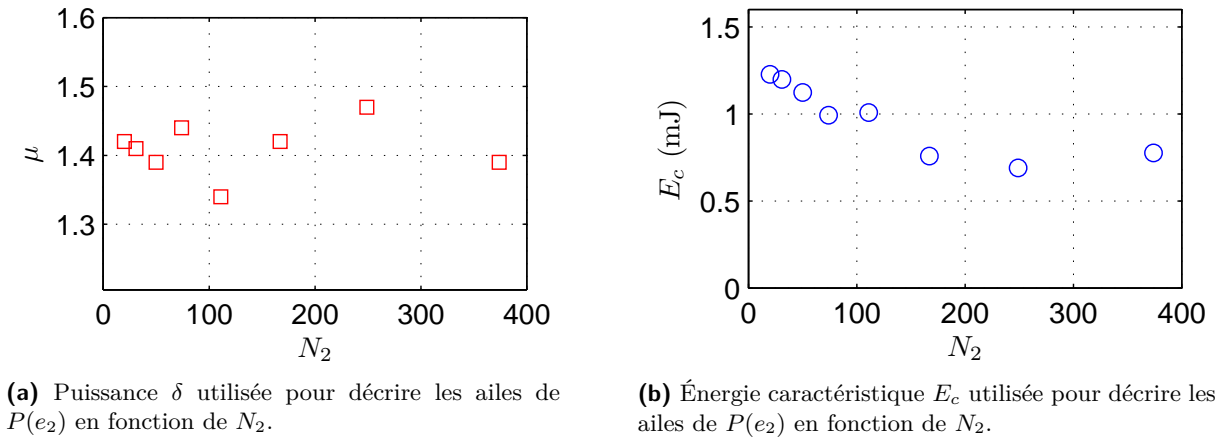 1.6
1.5
1.4
1.3
μ
0 100 200 300 400
N₂
(a) Puissance δ utilisée pour décrire les ailes de
P(e₂) en fonction de N₂.
1.5
1
0.5
0
E_c (mJ)
0 100 200 300 400
N₂
(b) Énergie caractéristique E_c utilisée pour décrire les
ailes de P(e₂) en fonction de N₂.